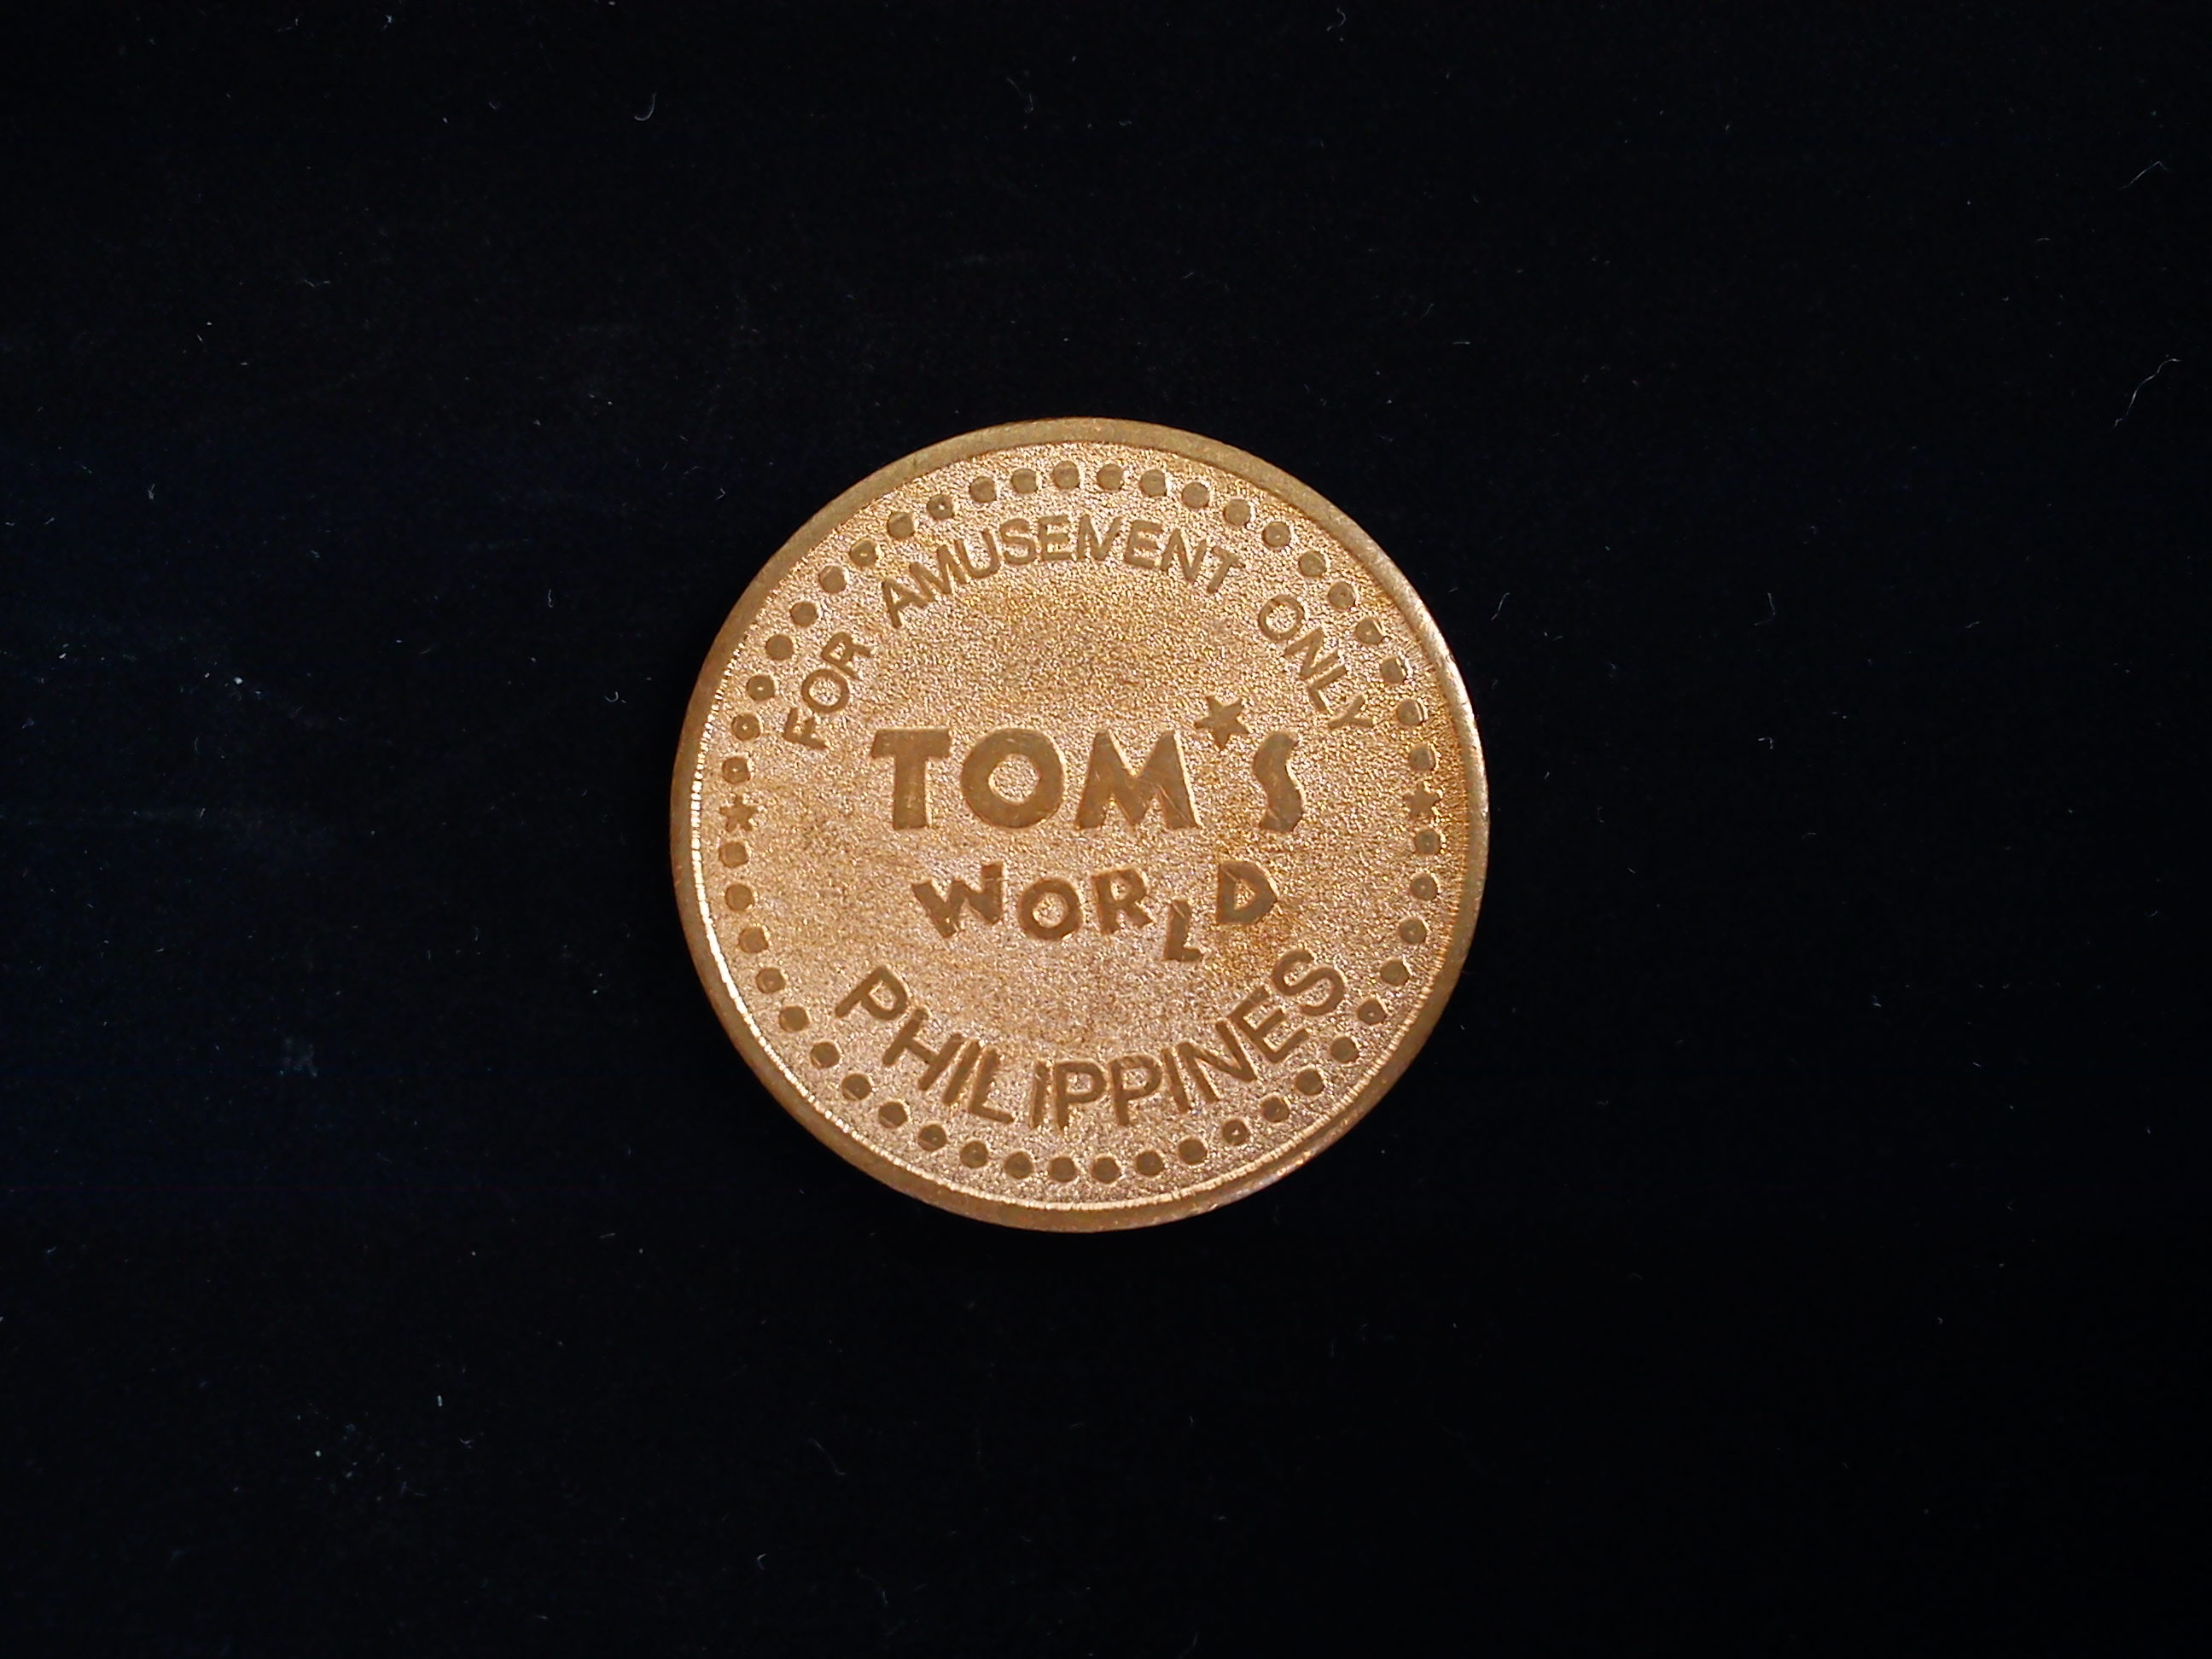 FOR AMUSEMENT ONLY
TOM★S
WORLD
PHILIPPINES